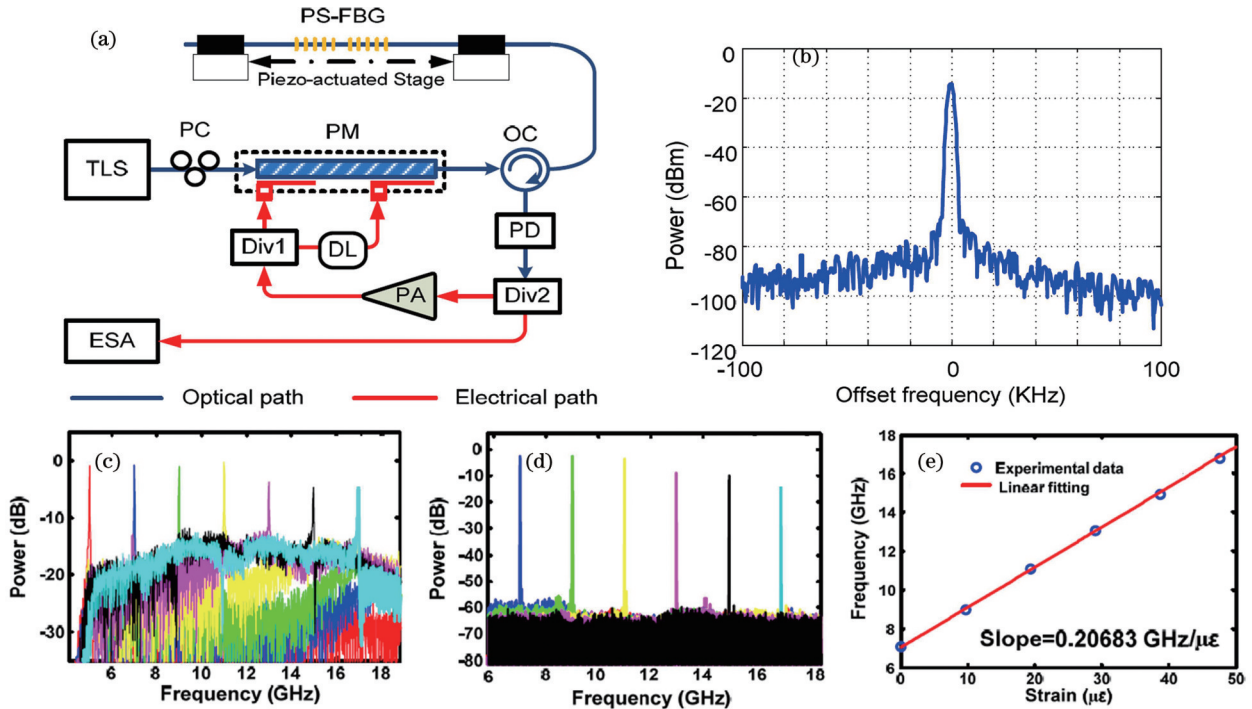 (a)
PS-FBG
Piezo-actuated Stage
TLS
PC
PM
OC
Div1
DL
PD
PA
Div2
ESA
Optical path
Electrical path
(b)
Power (dBm)
0
-20
-40
-60
-80
-100
-120
-100
0
100
Offset frequency (KHz)
(c)
Power (dB)
0
-10
-20
-30
6 8 10 12 14 16 18
Frequency (GHz)
(d)
Power (dB)
0
-10
-20
-30
-40
-50
-60
-70
-80
6 8 10 12 14 16 18
Frequency (GHz)
(e)
Experimental data
Linear fitting
Frequency (GHz)
18
16
14
12
10
8
6
Slope=0.20683 GHz/με
0 10 20 30 40 50
Strain (με)